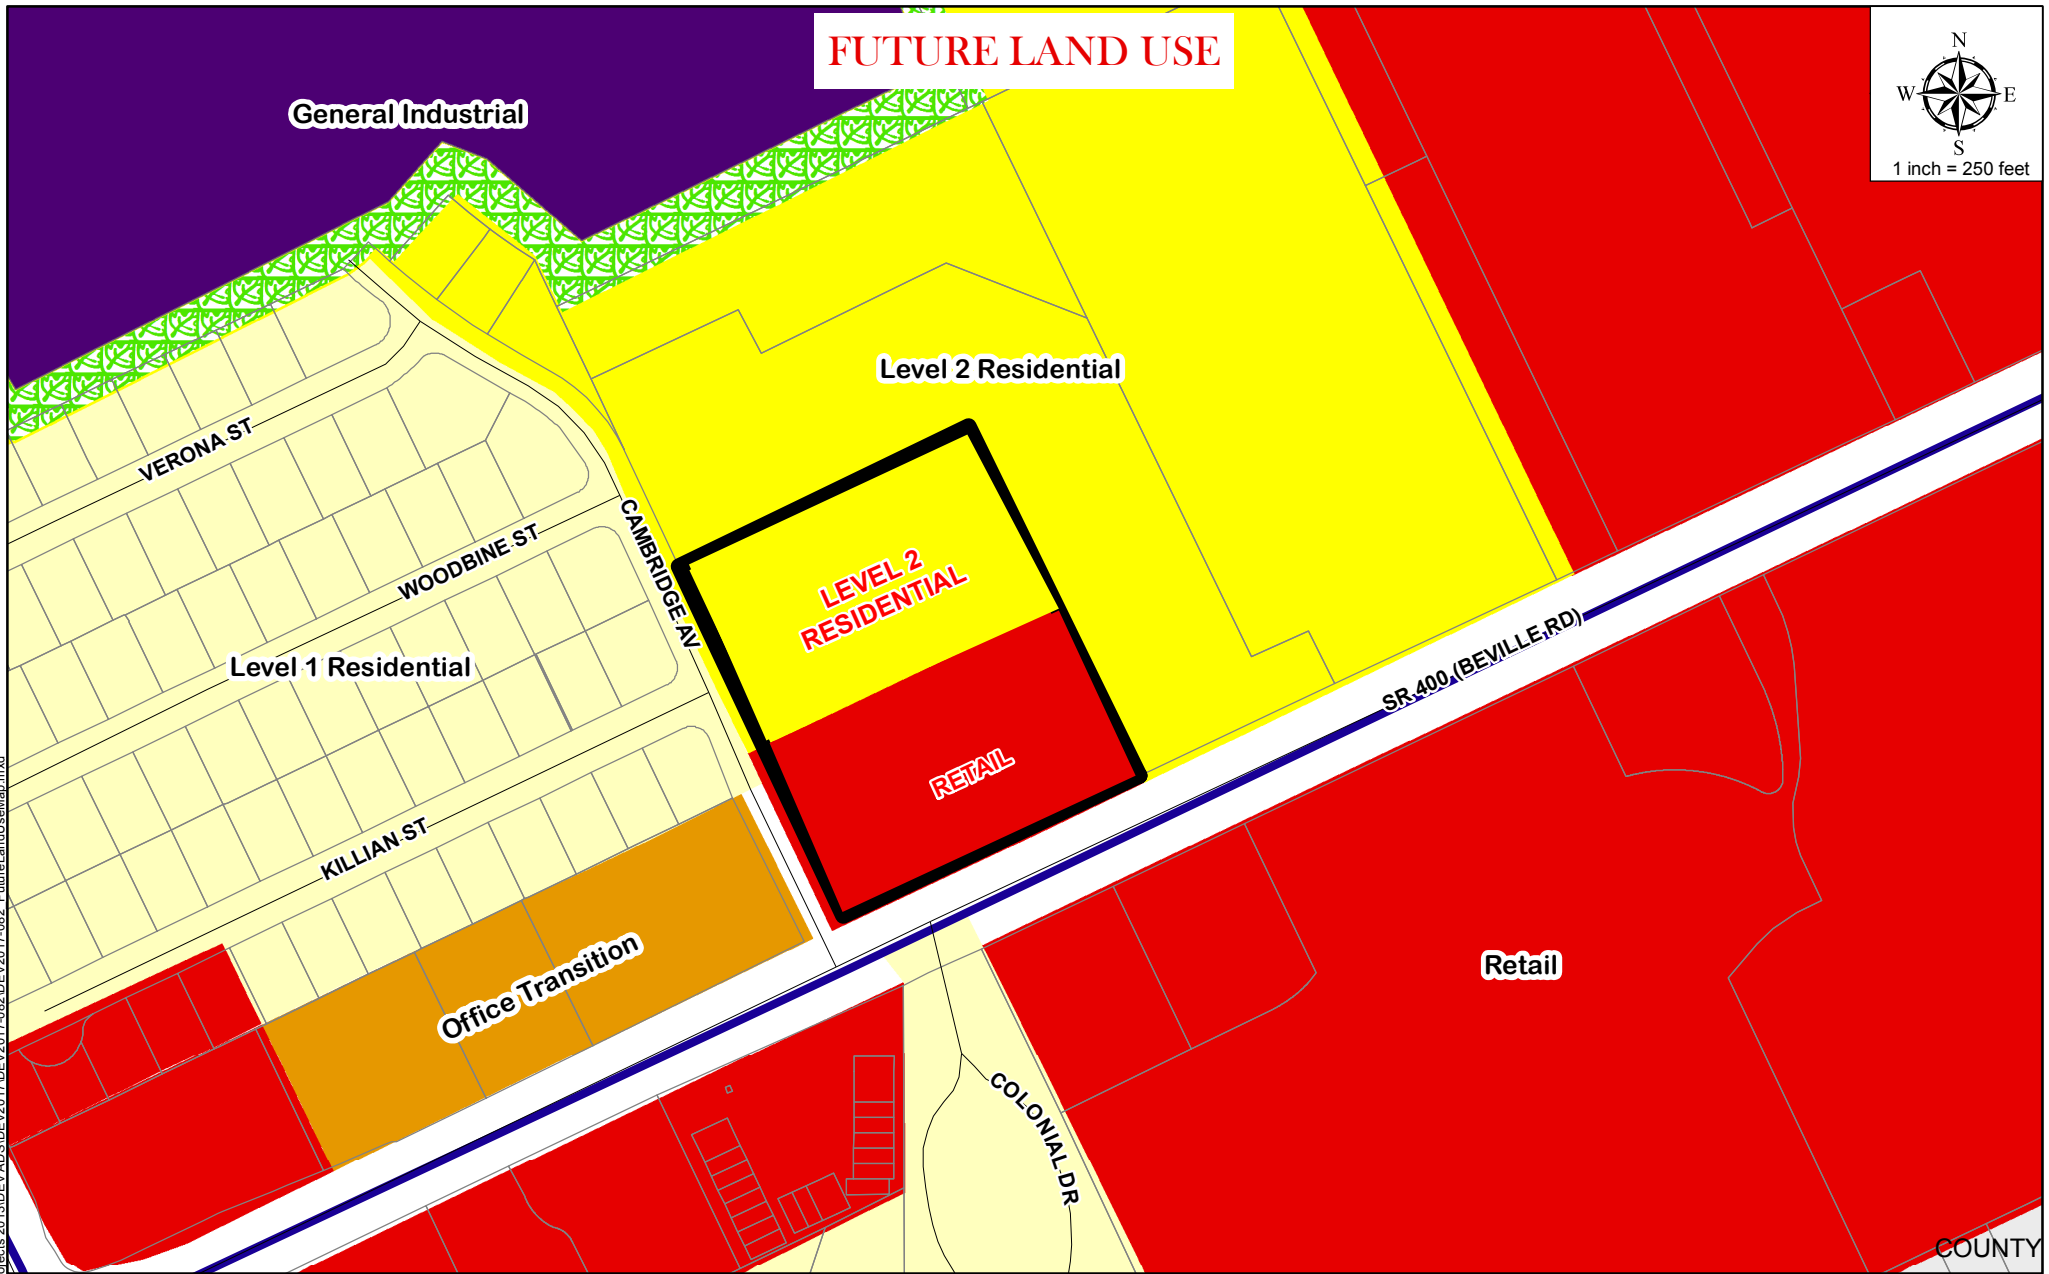 FUTURE LAND USE
N
W
E
S
1 inch = 250 feet
General Industrial
Level 2 Residential
VERONA ST
WOODBINE ST
CAMBRIDGE AV
LEVEL 2
RESIDENTIAL
Level 1 Residential
SR 400 (BEVILLE RD)
RETAIL
KILLIAN ST
Office Transition
Retail
COLONIAL DR
COUNTY